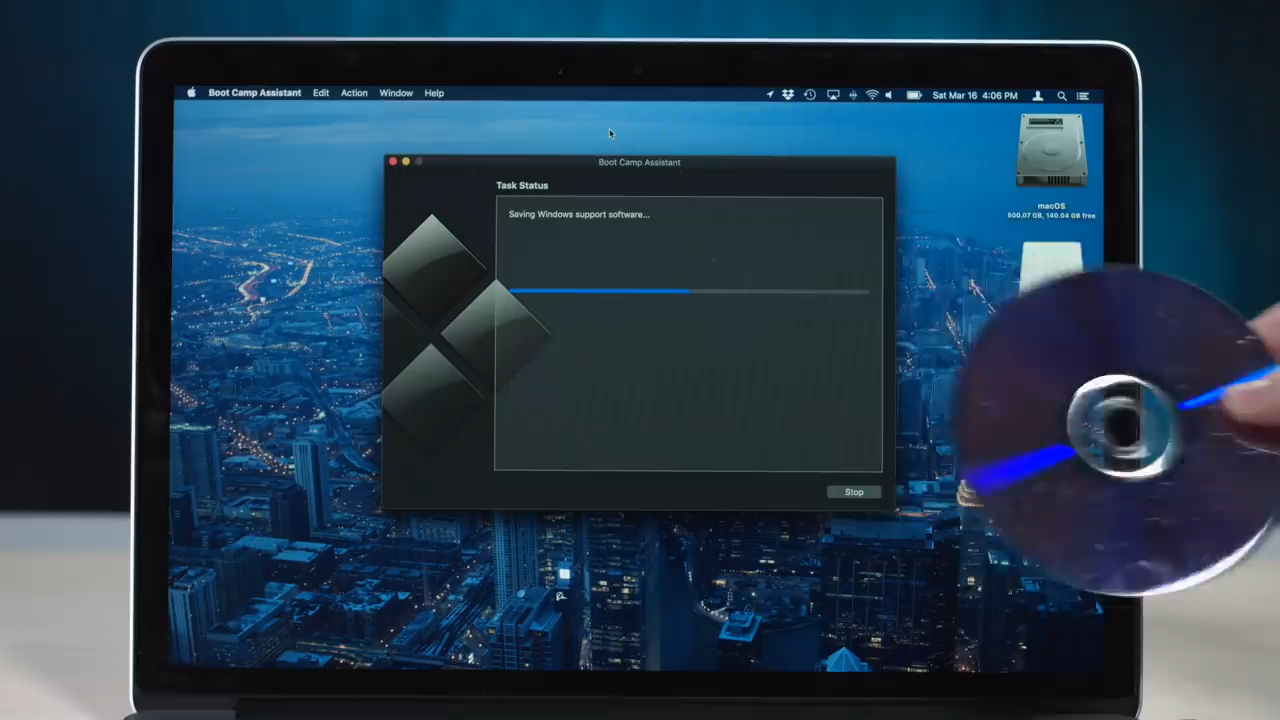 Boot Camp Assistant Edit Action Window Help Sat Mar 16 4:06 PM
Boot Camp Assistant
Task Status
Saving Windows support software...
Stop
macOS
500.07 GB, 140.04 GB free